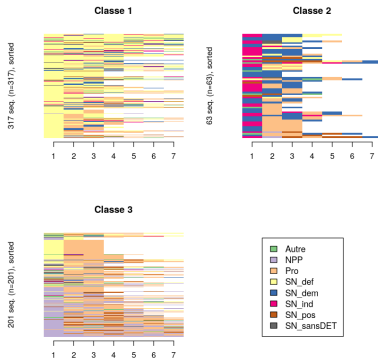 Classe 1
317 seq. (n=317), sorted
1 2 3 4 5 6 7
Classe 2
63 seq. (n=63), sorted
1 2 3 4 5 6 7
Classe 3
201 seq. (n=201), sorted
1 2 3 4 5 6 7
Autre
NPP
Pro
SN_def
SN_dem
SN_ind
SN_pos
SN_sansDET